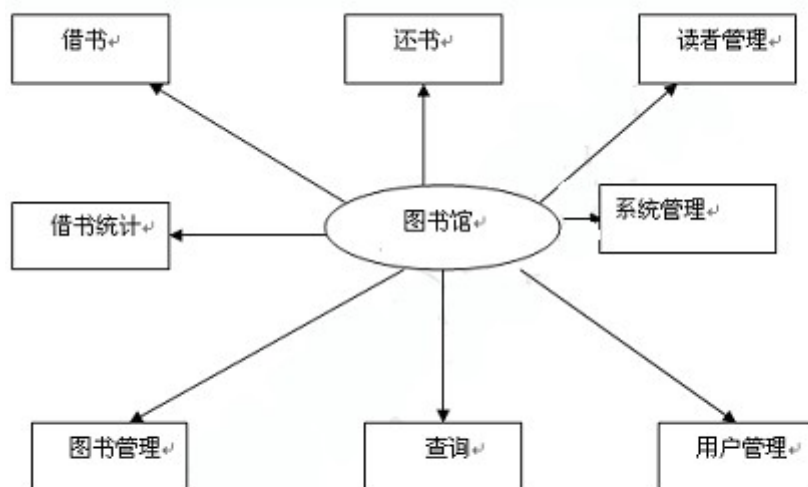 借书
还书
读者管理
借书统计
图书馆
系统管理
图书管理
查询
用户管理